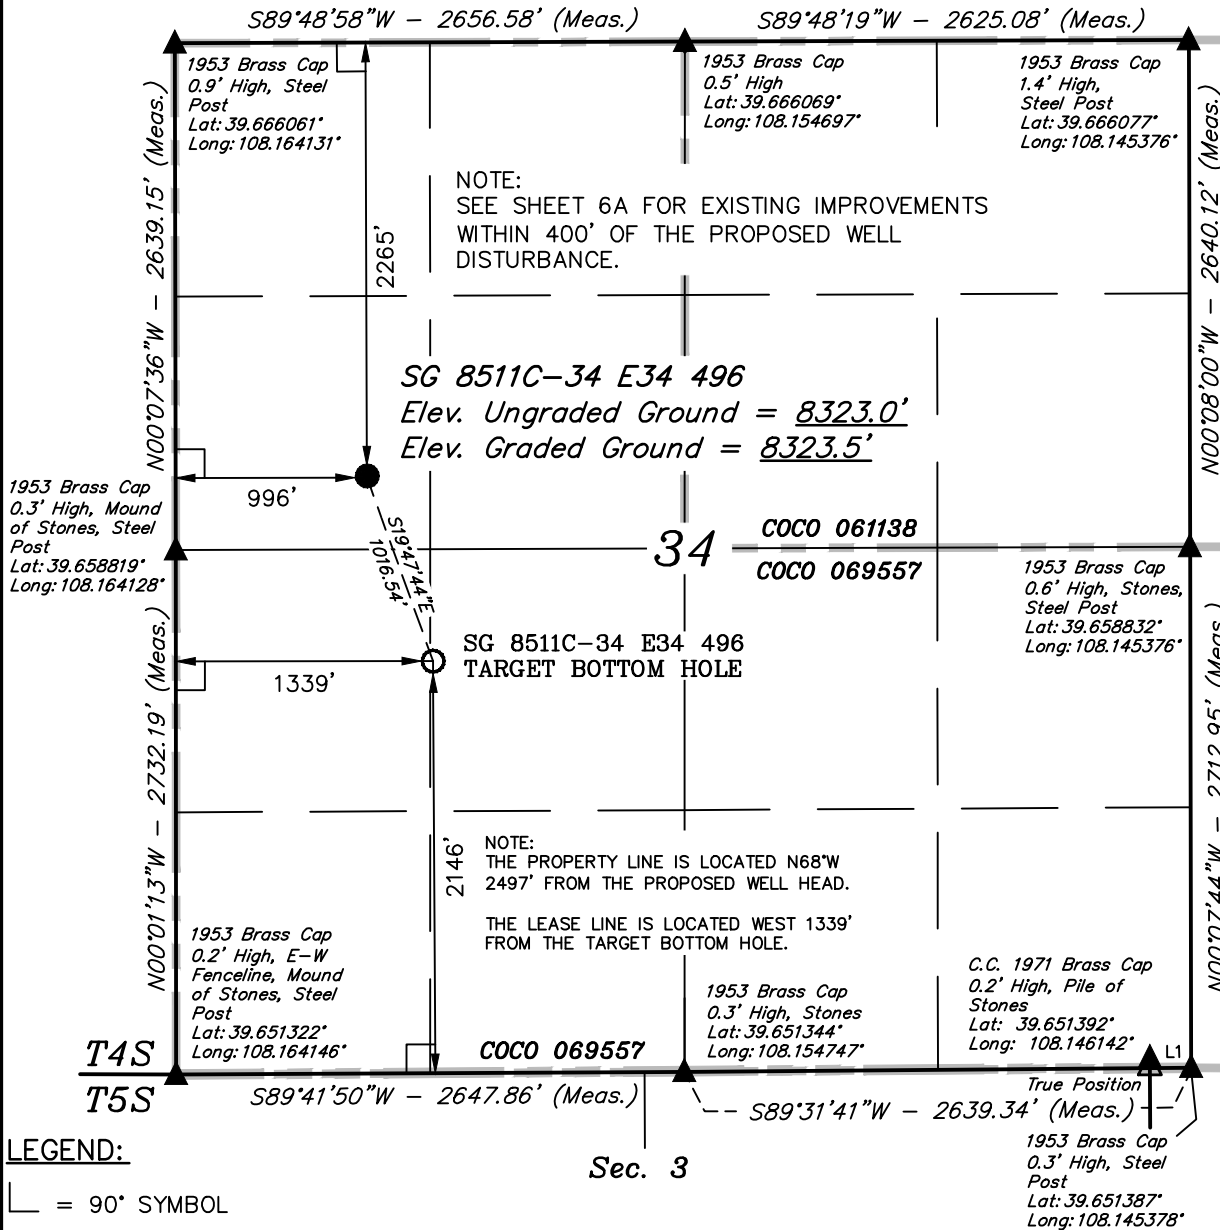 S89°48'58"W – 2656.58' (Meas.)
S89°48'19"W – 2625.08' (Meas.)
1953 Brass Cap
0.9' High, Steel
Post
Lat: 39.666061°
Long: 108.164131°
1953 Brass Cap
0.5' High
Lat: 39.666069°
Long: 108.154697°
1953 Brass Cap
1.4' High,
Steel Post
Lat: 39.666077°
Long: 108.145376°
N00°07'36"W – 2639.15' (Meas.)
N00°08'00"W – 2640.12' (Meas.)
NOTE:
SEE SHEET 6A FOR EXISTING IMPROVEMENTS
WITHIN 400' OF THE PROPOSED WELL
DISTURBANCE.
2265'
SG 8511C–34 E34 496
Elev. Ungraded Ground = 8323.0'
Elev. Graded Ground = 8323.5'
996'
1953 Brass Cap
0.3' High, Mound
of Stones, Steel
Post
Lat: 39.658819°
Long: 108.164128°
S19°47'44"E
1016.54'
34
COCO 061138
COCO 069557
1953 Brass Cap
0.6' High, Stones,
Steel Post
Lat: 39.658832°
Long: 108.145376°
SG 8511C–34 E34 496
TARGET BOTTOM HOLE
1339'
N00°01'13"W – 2732.19' (Meas.)
N00°07'44"W – 2712.95' (Meas.)
2146'
NOTE:
THE PROPERTY LINE IS LOCATED N68°W
2497' FROM THE PROPOSED WELL HEAD.
THE LEASE LINE IS LOCATED WEST 1339'
FROM THE TARGET BOTTOM HOLE.
1953 Brass Cap
0.2' High, E–W
Fenceline, Mound
of Stones, Steel
Post
Lat: 39.651322°
Long: 108.164146°
1953 Brass Cap
0.3' High, Stones
Lat: 39.651344°
Long: 108.154747°
C.C. 1971 Brass Cap
0.2' High, Pile of
Stones
Lat: 39.651392°
Long: 108.146142°
T4S
T5S
COCO 069557
L1
True Position
S89°41'50"W – 2647.86' (Meas.)
S89°31'41"W – 2639.34' (Meas.)
1953 Brass Cap
0.3' High, Steel
Post
Lat: 39.651387°
Long: 108.145378°
Sec. 3
LEGEND:
= 90° SYMBOL